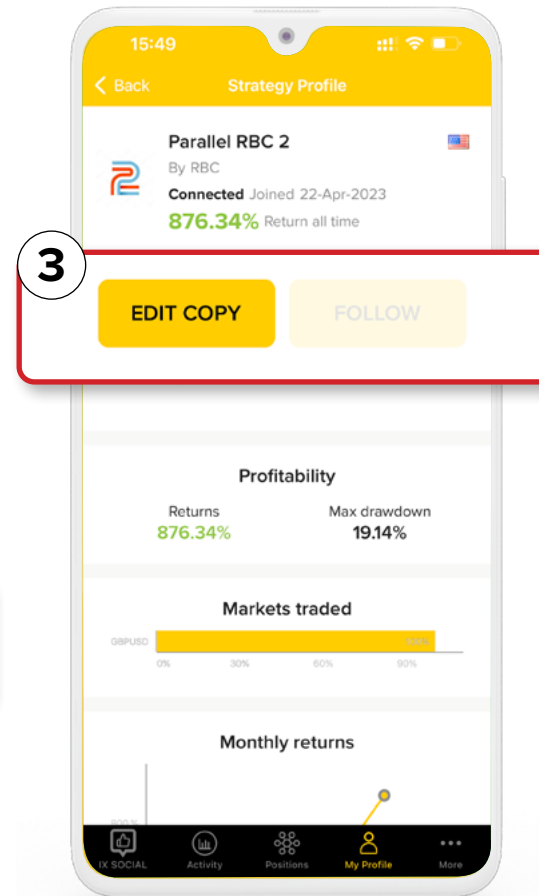 15:49
Back
Strategy Profile
Parallel RBC 2
By RBC
Connected Joined 22-Apr-2023
876.34% Return all time
3
EDIT COPY
FOLLOW
Profitability
Returns
Max drawdown
876.34%
19.14%
Markets traded
GBPUSD
100%
0%
30%
60%
90%
Monthly returns
800 %
IX SOCIAL
Activity
Positions
My Profile
More